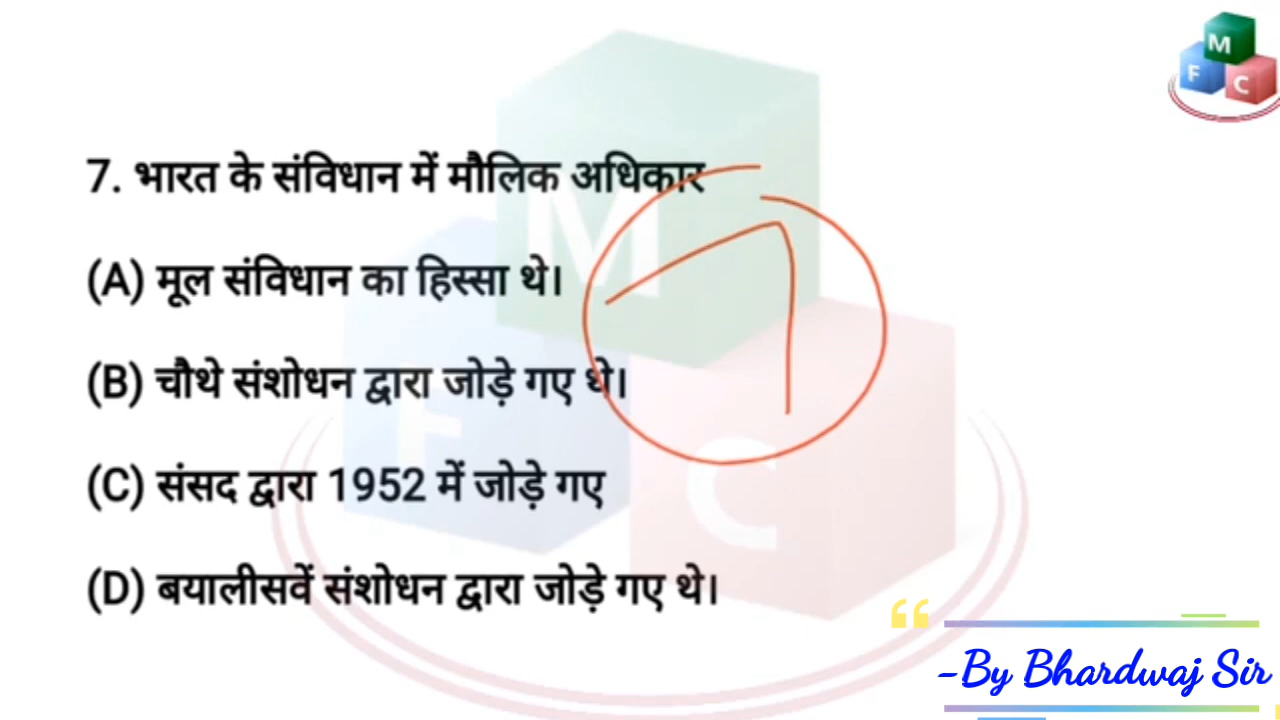 M
F C
7. भारत के संविधान में मौलिक अधिकार
(A) मूल संविधान का हिस्सा थे।
(B) चौथे संशोधन द्वारा जोड़े गए थे।
(C) संसद द्वारा 1952 में जोड़े गए
(D) बयालीसवें संशोधन द्वारा जोड़े गए थे।
M
F
C
“
-By Bhardwaj Sir